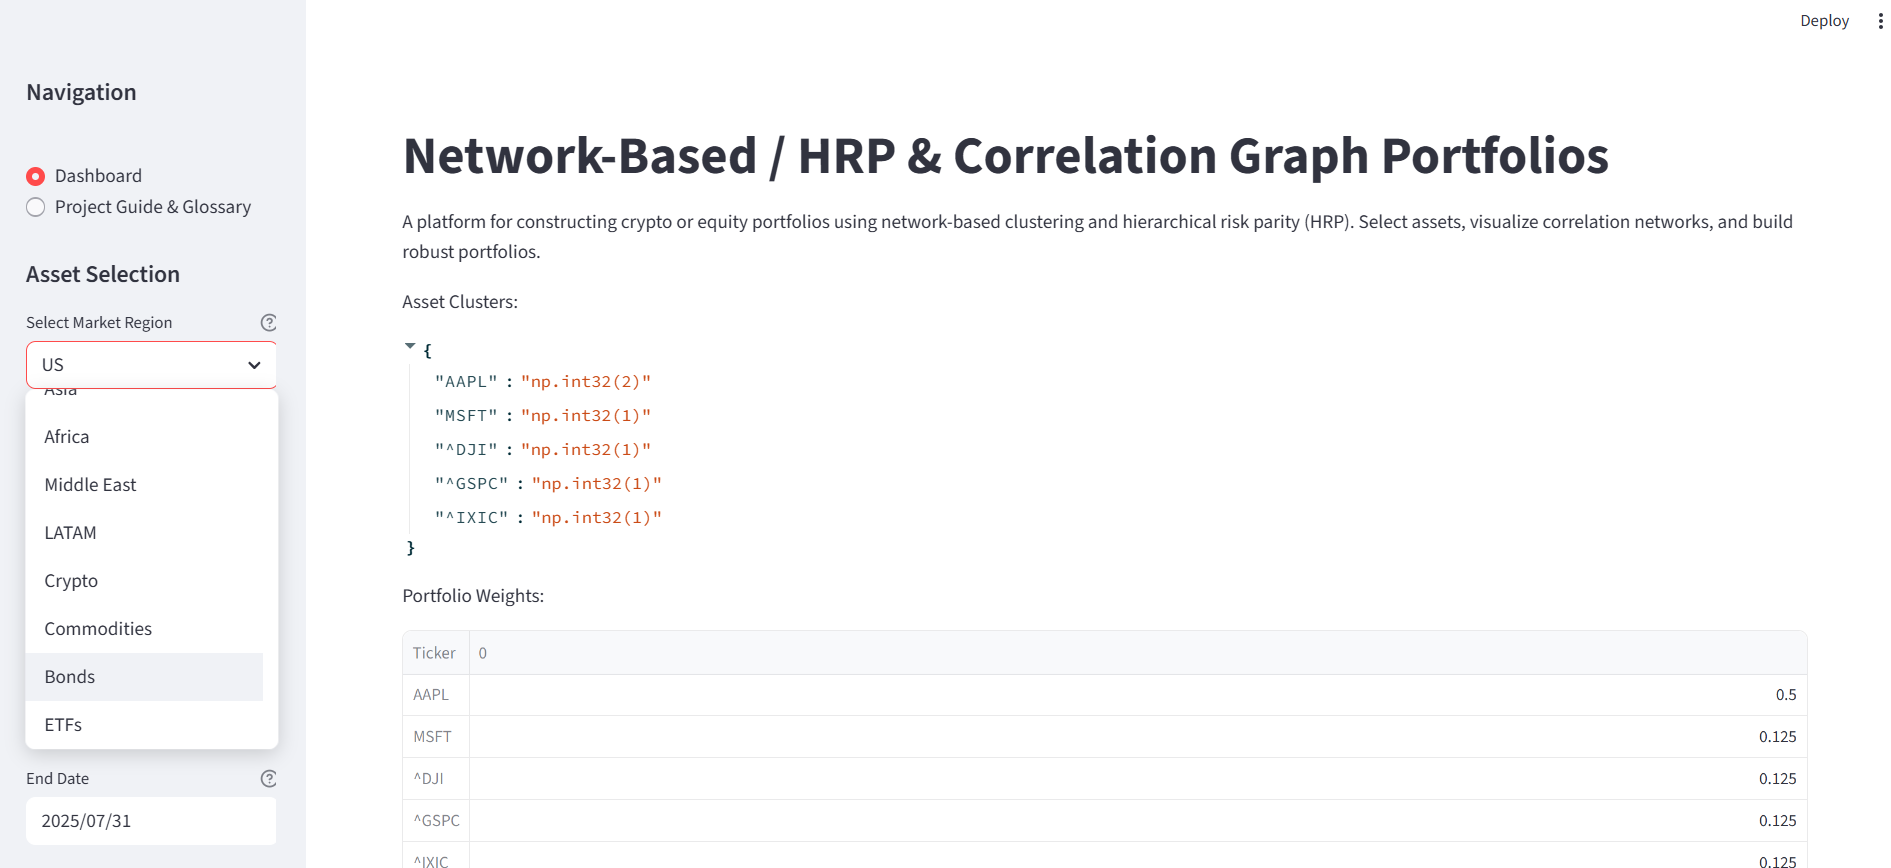 Deploy
Navigation
Dashboard
Project Guide & Glossary
Asset Selection
Select Market Region
US
Asia
Africa
Middle East
LATAM
Crypto
Commodities
Bonds
ETFs
End Date
2025/07/31
Network-Based / HRP & Correlation Graph Portfolios
A platform for constructing crypto or equity portfolios using network-based clustering and hierarchical risk parity (HRP). Select assets, visualize correlation networks, and build
robust portfolios.
Asset Clusters:
{
"AAPL" : "np.int32(2)"
"MSFT" : "np.int32(1)"
"^DJI" : "np.int32(1)"
"^GSPC" : "np.int32(1)"
"^IXIC" : "np.int32(1)"
}
Portfolio Weights:
Ticker 0
AAPL 0.5
MSFT 0.125
^DJI 0.125
^GSPC 0.125
^IXIC 0.125